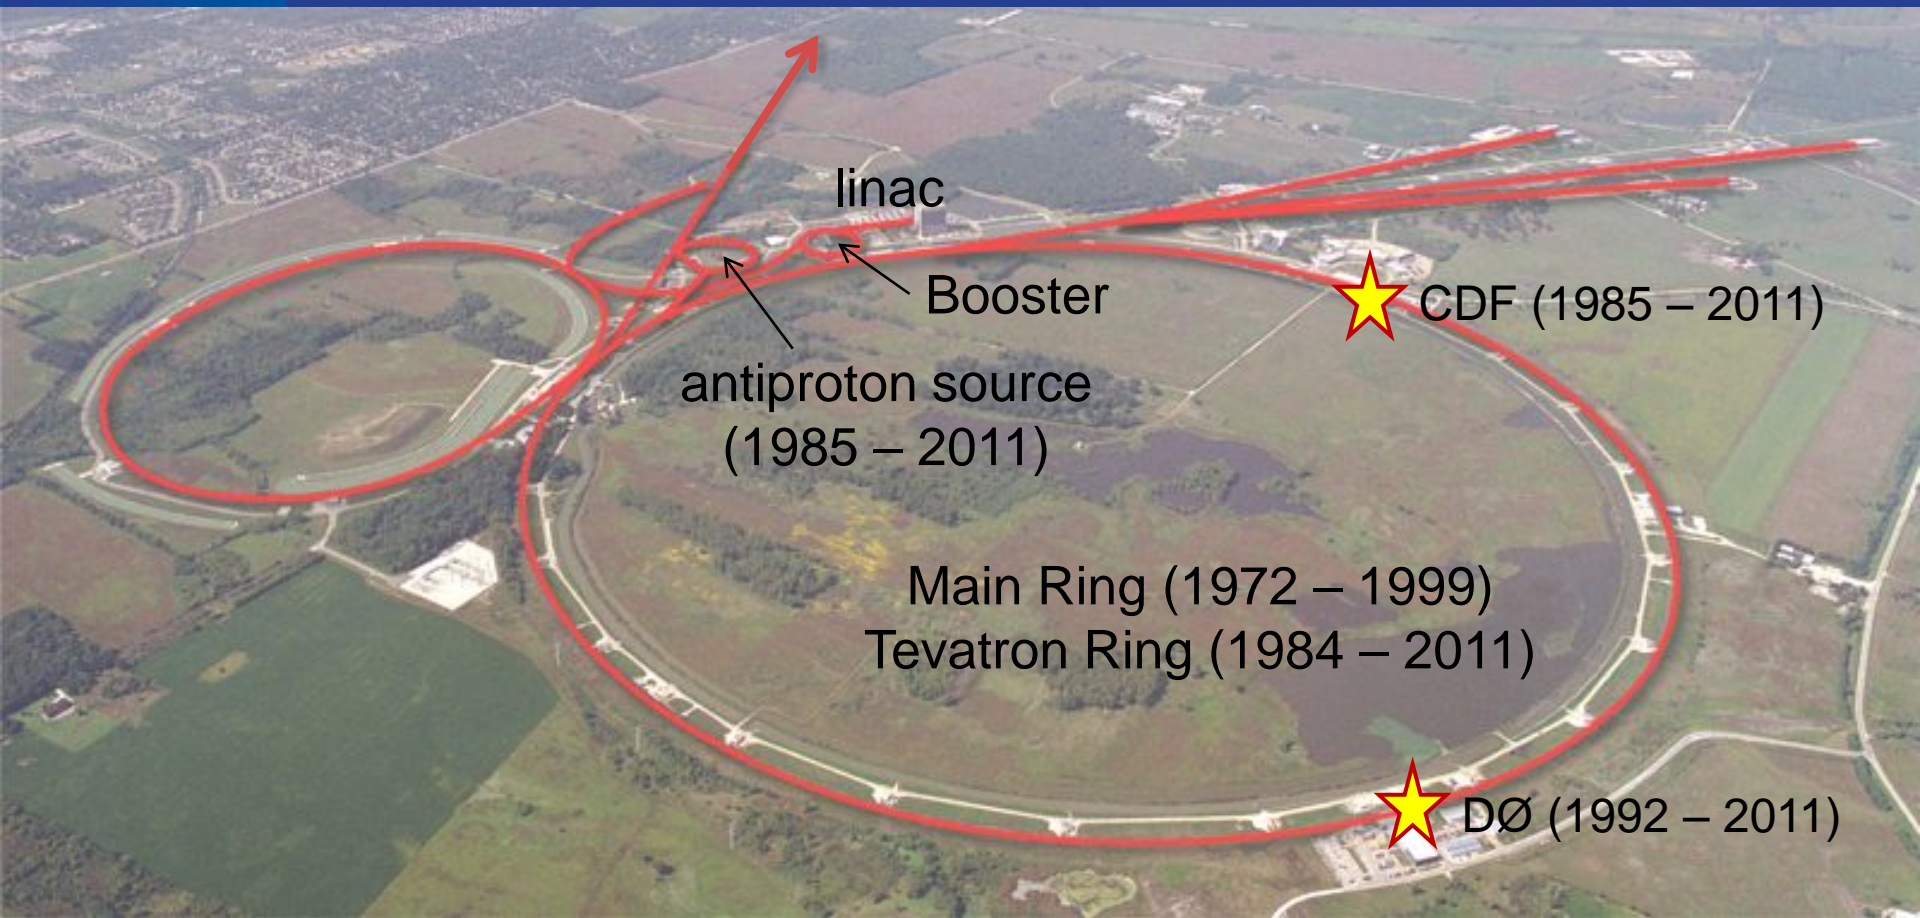 linac
Booster
CDF (1985 – 2011)
antiproton source
(1985 – 2011)
Main Ring (1972 – 1999)
Tevatron Ring (1984 – 2011)
DØ (1992 – 2011)